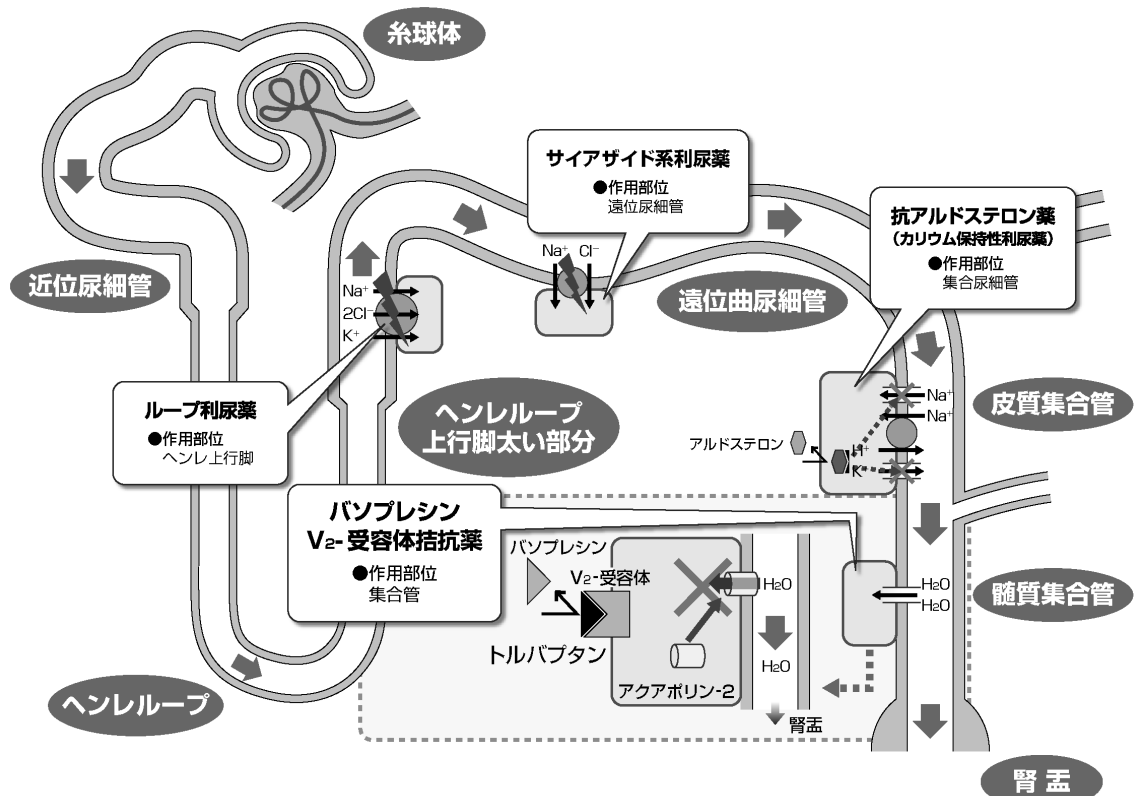 糸球体
サイアザイド系利尿薬
●作用部位
遠位尿細管
抗アルドステロン薬
(カリウム保持性利尿薬)
●作用部位
集合尿細管
近位尿細管
Na⁺
2Cl⁻
K⁺
Na⁺ Cl⁻
遠位曲尿細管
ループ利尿薬
●作用部位
ヘンレ上行脚
ヘンレループ
上行脚太い部分
アルドステロン
Na⁺
Na⁺
H⁺
K⁺
皮質集合管
バソプレシン
V₂-受容体拮抗薬
●作用部位
集合管
バソプレシン
V₂-受容体
トルバプタン
アクアポリン-2
H₂O
H₂O
腎盂
H₂O
H₂O
髄質集合管
ヘンレループ
腎盂